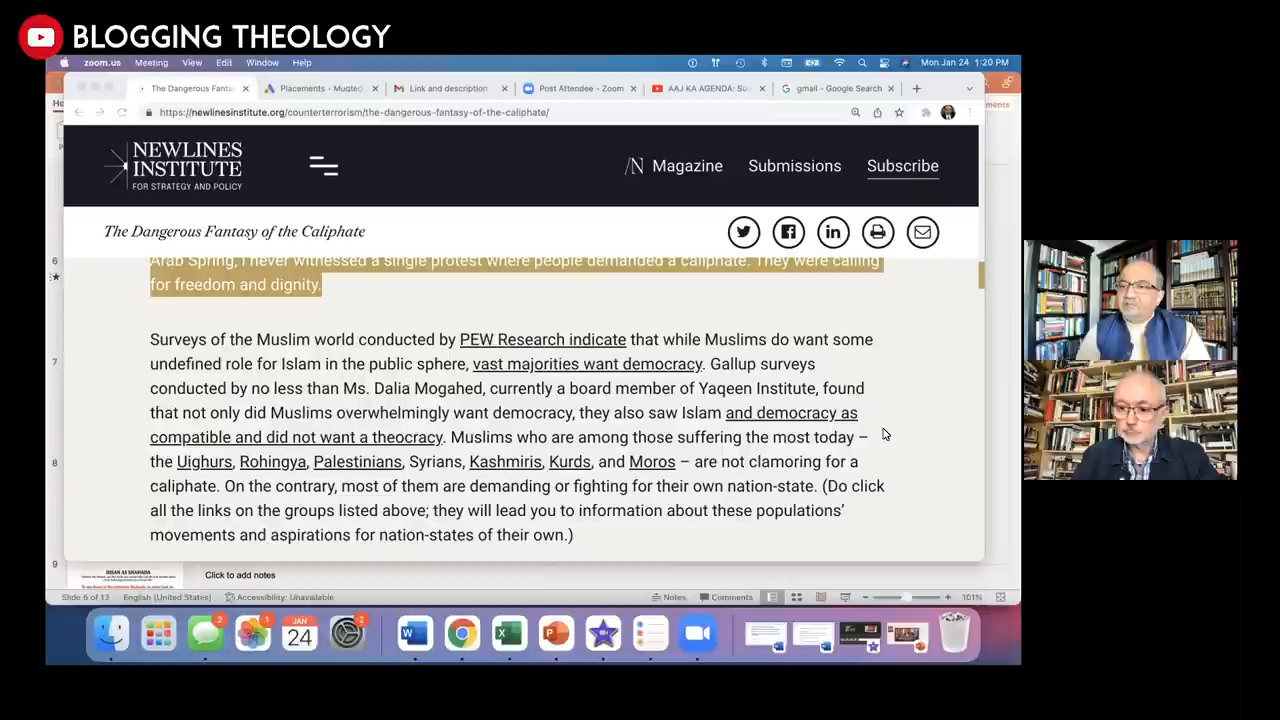 BLOGGING THEOLOGY
zoom.us Meeting View Edit Window Help Mon Jan 24 1:20 PM
The Dangerous Fanta Placements - Muqted Link and description Post Attendee - Zoom AAJ KA AGENDA: So gmail - Google Search
https://newlinesinstitute.org/counterterrorism/the-dangerous-fantasy-of-the-caliphate/
NEWLINES
INSTITUTE
FOR STRATEGY AND POLICY
Magazine Submissions Subscribe
The Dangerous Fantasy of the Caliphate
Arab Spring, I never witnessed a single protest where people demanded a caliphate. They were calling
for freedom and dignity.
Surveys of the Muslim world conducted by PEW Research indicate that while Muslims do want some
undefined role for Islam in the public sphere, vast majorities want democracy. Gallup surveys
conducted by no less than Ms. Dalia Mogahed, currently a board member of Yaqeen Institute, found
that not only did Muslims overwhelmingly want democracy, they also saw Islam and democracy as
compatible and did not want a theocracy. Muslims who are among those suffering the most today –
the Uighurs, Rohingya, Palestinians, Syrians, Kashmiris, Kurds, and Moros – are not clamoring for a
caliphate. On the contrary, most of them are demanding or fighting for their own nation-state. (Do click
all the links on the groups listed above; they will lead you to information about these populations’
movements and aspirations for nation-states of their own.)
6
7
8
9
IHSAN AS SHAHADA
Click to add notes
Slide 6 of 13 English (United States) Accessibility: Unavailable Notes Comments 101%
2
1
JAN
24
2